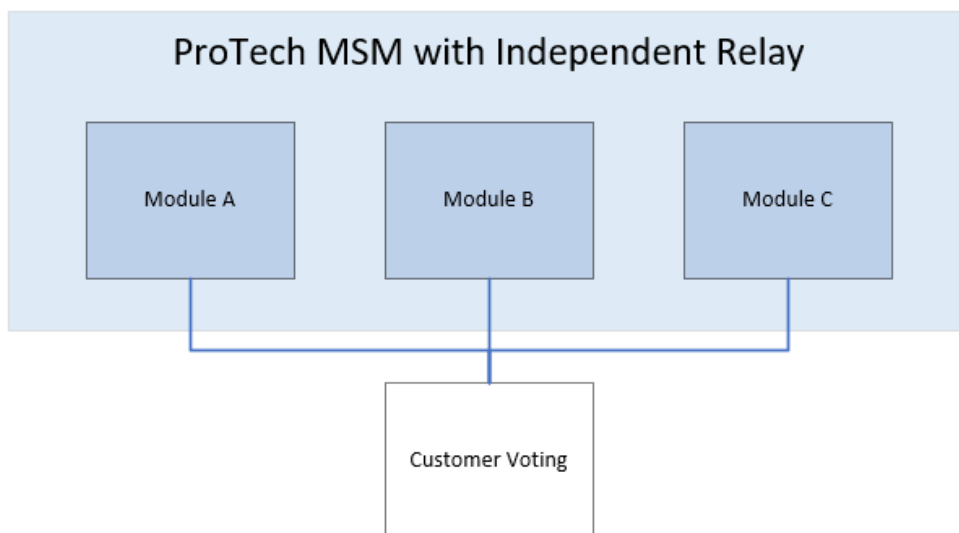 ProTech MSM with Independent Relay
Module A
Module B
Module C
Customer Voting